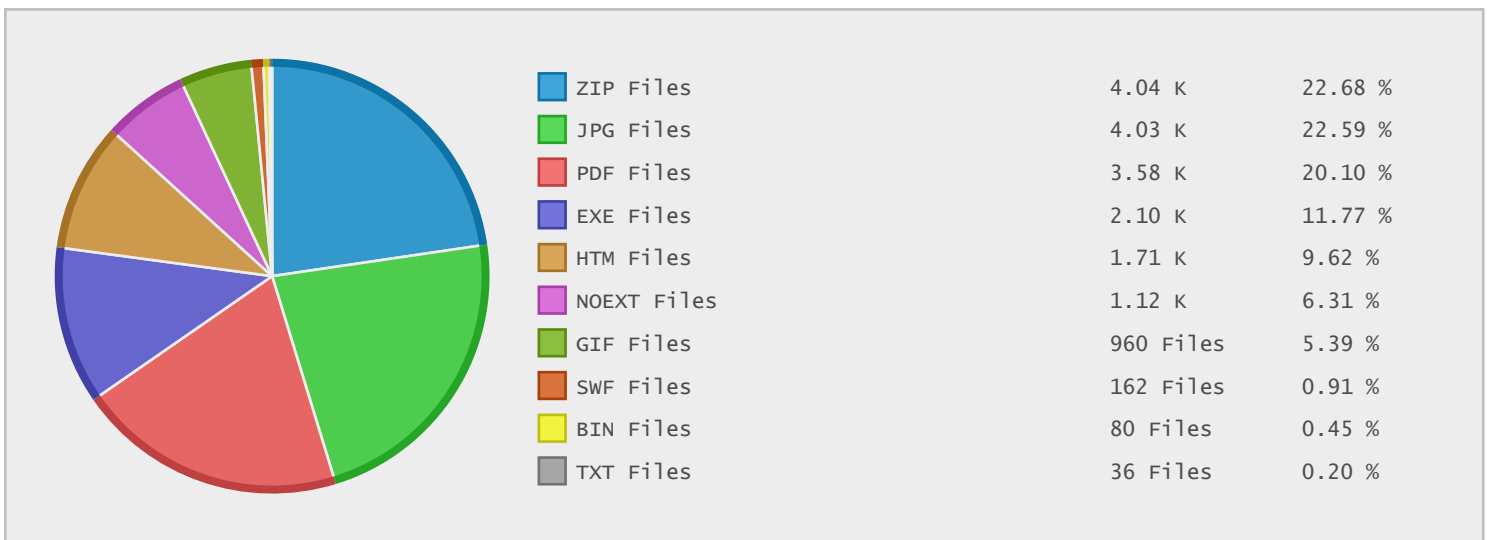 ZIP Files 4.04 K 22.68 %
JPG Files 4.03 K 22.59 %
PDF Files 3.58 K 20.10 %
EXE Files 2.10 K 11.77 %
HTM Files 1.71 K 9.62 %
NOEXT Files 1.12 K 6.31 %
GIF Files 960 Files 5.39 %
SWF Files 162 Files 0.91 %
BIN Files 80 Files 0.45 %
TXT Files 36 Files 0.20 %